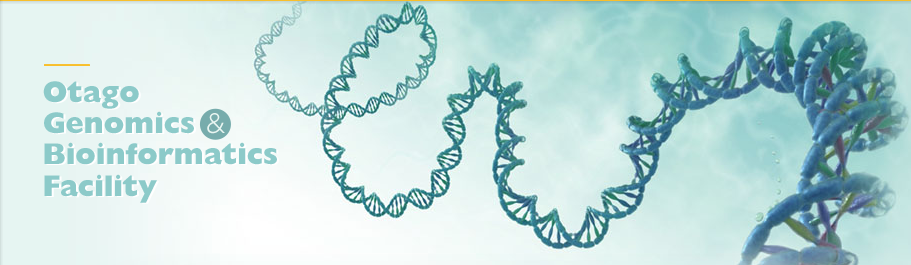 Otago
Genomics &
Bioinformatics
Facility